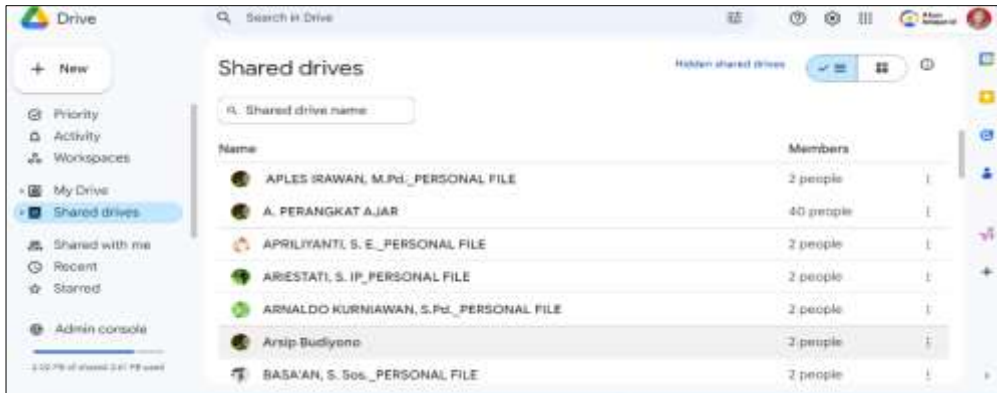 Drive
Search in Drive
New
Shared drives
Hidden shared drives
Shared drive name
Priority
Activity
Workspaces
My Drive
Shared drives
Shared with me
Recent
Starred
Admin console
Name Members
APLES IRAWAN, M.Pd._PERSONAL FILE 2 people
A. PERANGKAT AJAR 40 people
APRILIYANTI, S. E._PERSONAL FILE 2 people
ARIESTATI, S. IP_PERSONAL FILE 2 people
ARNALDO KURNIAWAN, S.Pd._PERSONAL FILE 2 people
Arsip Budiyono 2 people
BASA'AN, S. Sos._PERSONAL FILE 2 people